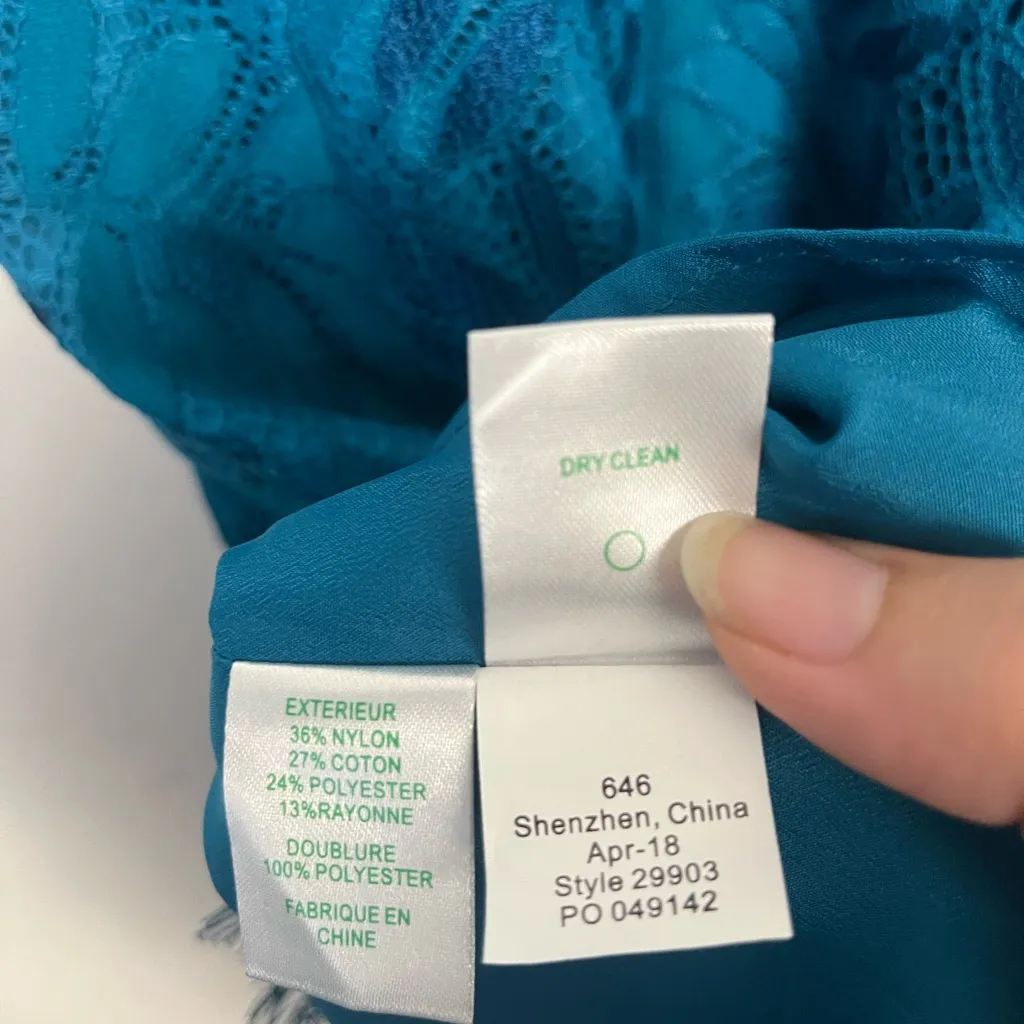 DRY CLEAN
EXTERIEUR
36% NYLON
27% COTON
24% POLYESTER
13%RAYONNE
DOUBLURE
100% POLYESTER
FABRIQUE EN
CHINE
646
Shenzhen, China
Apr-18
Style 29903
PO 049142